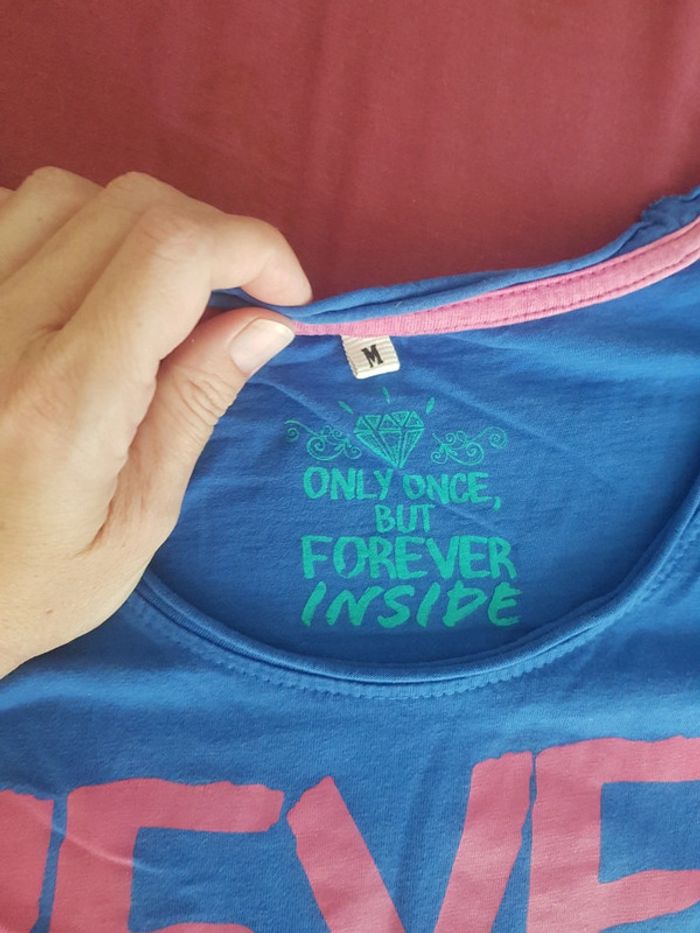 M
ONLY ONCE,
BUT
FOREVER
INSIDE